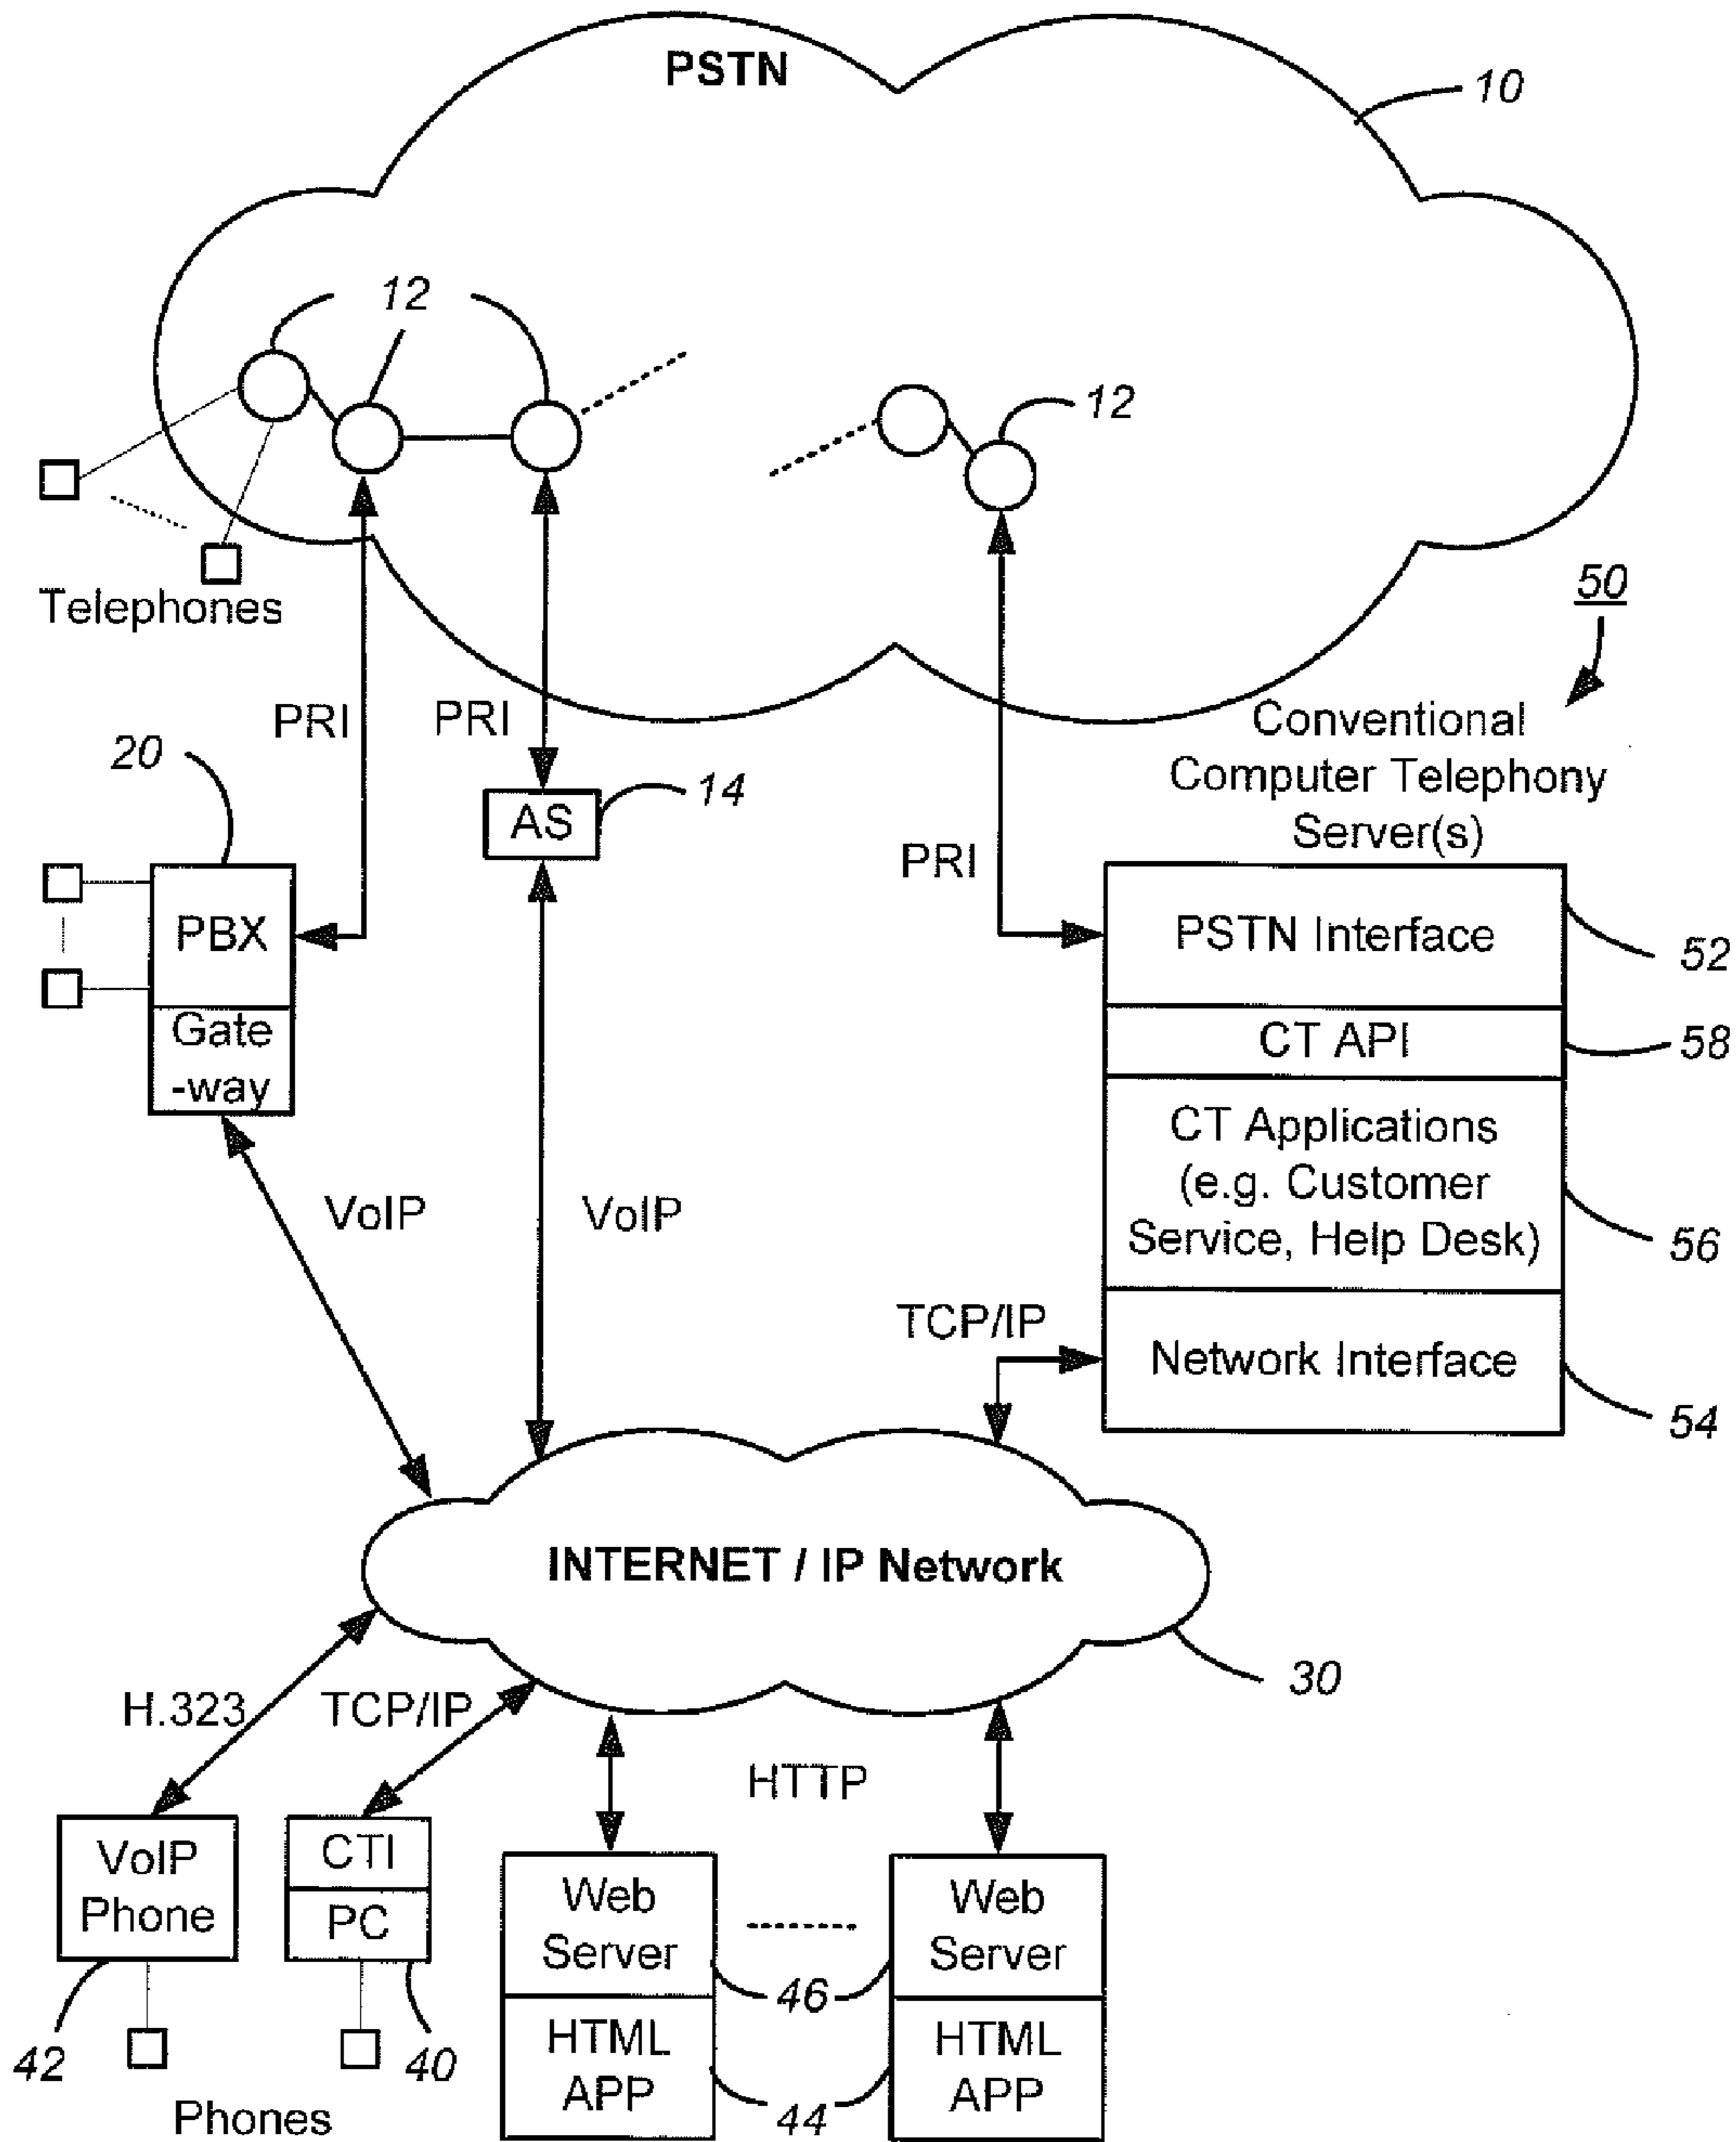 PSTN
10
12
12
Telephones
50
PRI
PRI
Conventional
Computer Telephony
Server(s)
20
14
AS
PRI
PBX
PSTN Interface
52
Gate
-way
CT API
58
CT Applications
(e.g. Customer
Service, Help Desk)
56
VoIP
VoIP
TCP/IP
Network Interface
54
INTERNET / IP Network
30
H.323
TCP/IP
HTTP
VoIP
Phone
CTI
PC
Web
Server
Web
Server
46
42
40
HTML
APP
HTML
APP
44
Phones